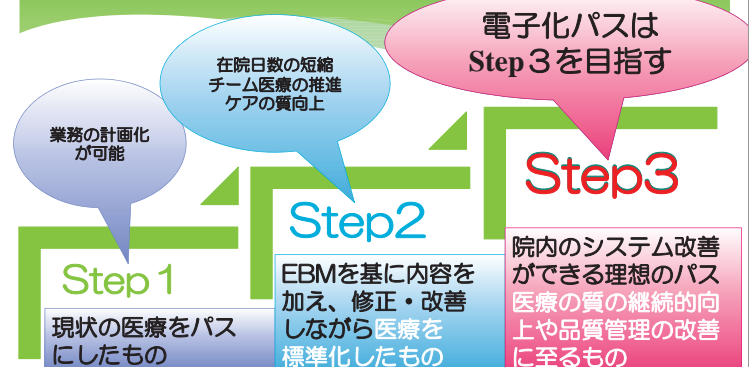 電子化パスは
Step３を目指す
在院日数の短縮
チーム医療の推進
ケアの質向上
業務の計画化
が可能
Step1
現状の医療をパス
にしたもの
Step2
EBMを基に内容を
加え、修正・改善
しながら医療を
標準化したもの
Step3
院内のシステム改善
ができる理想のパス
医療の質の継続的向
上や品質管理の改善
に至るもの